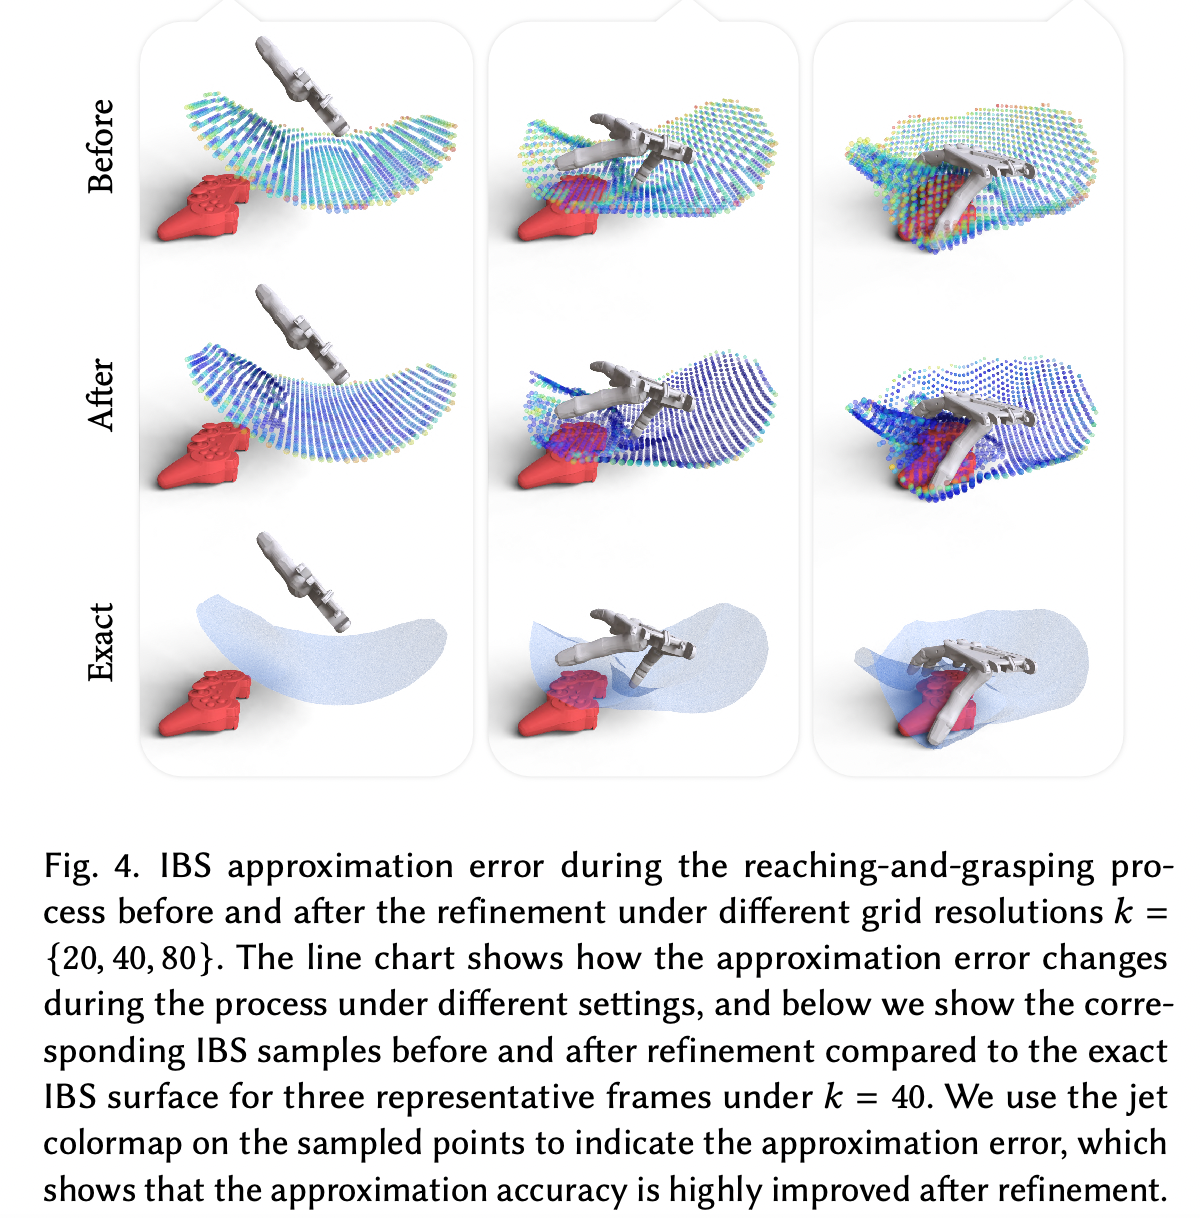 Before
After
Exact
Fig. 4. IBS approximation error during the reaching-and-grasping pro-
cess before and after the refinement under different grid resolutions k =
{20, 40, 80}. The line chart shows how the approximation error changes
during the process under different settings, and below we show the corre-
sponding IBS samples before and after refinement compared to the exact
IBS surface for three representative frames under k = 40. We use the jet
colormap on the sampled points to indicate the approximation error, which
shows that the approximation accuracy is highly improved after refinement.